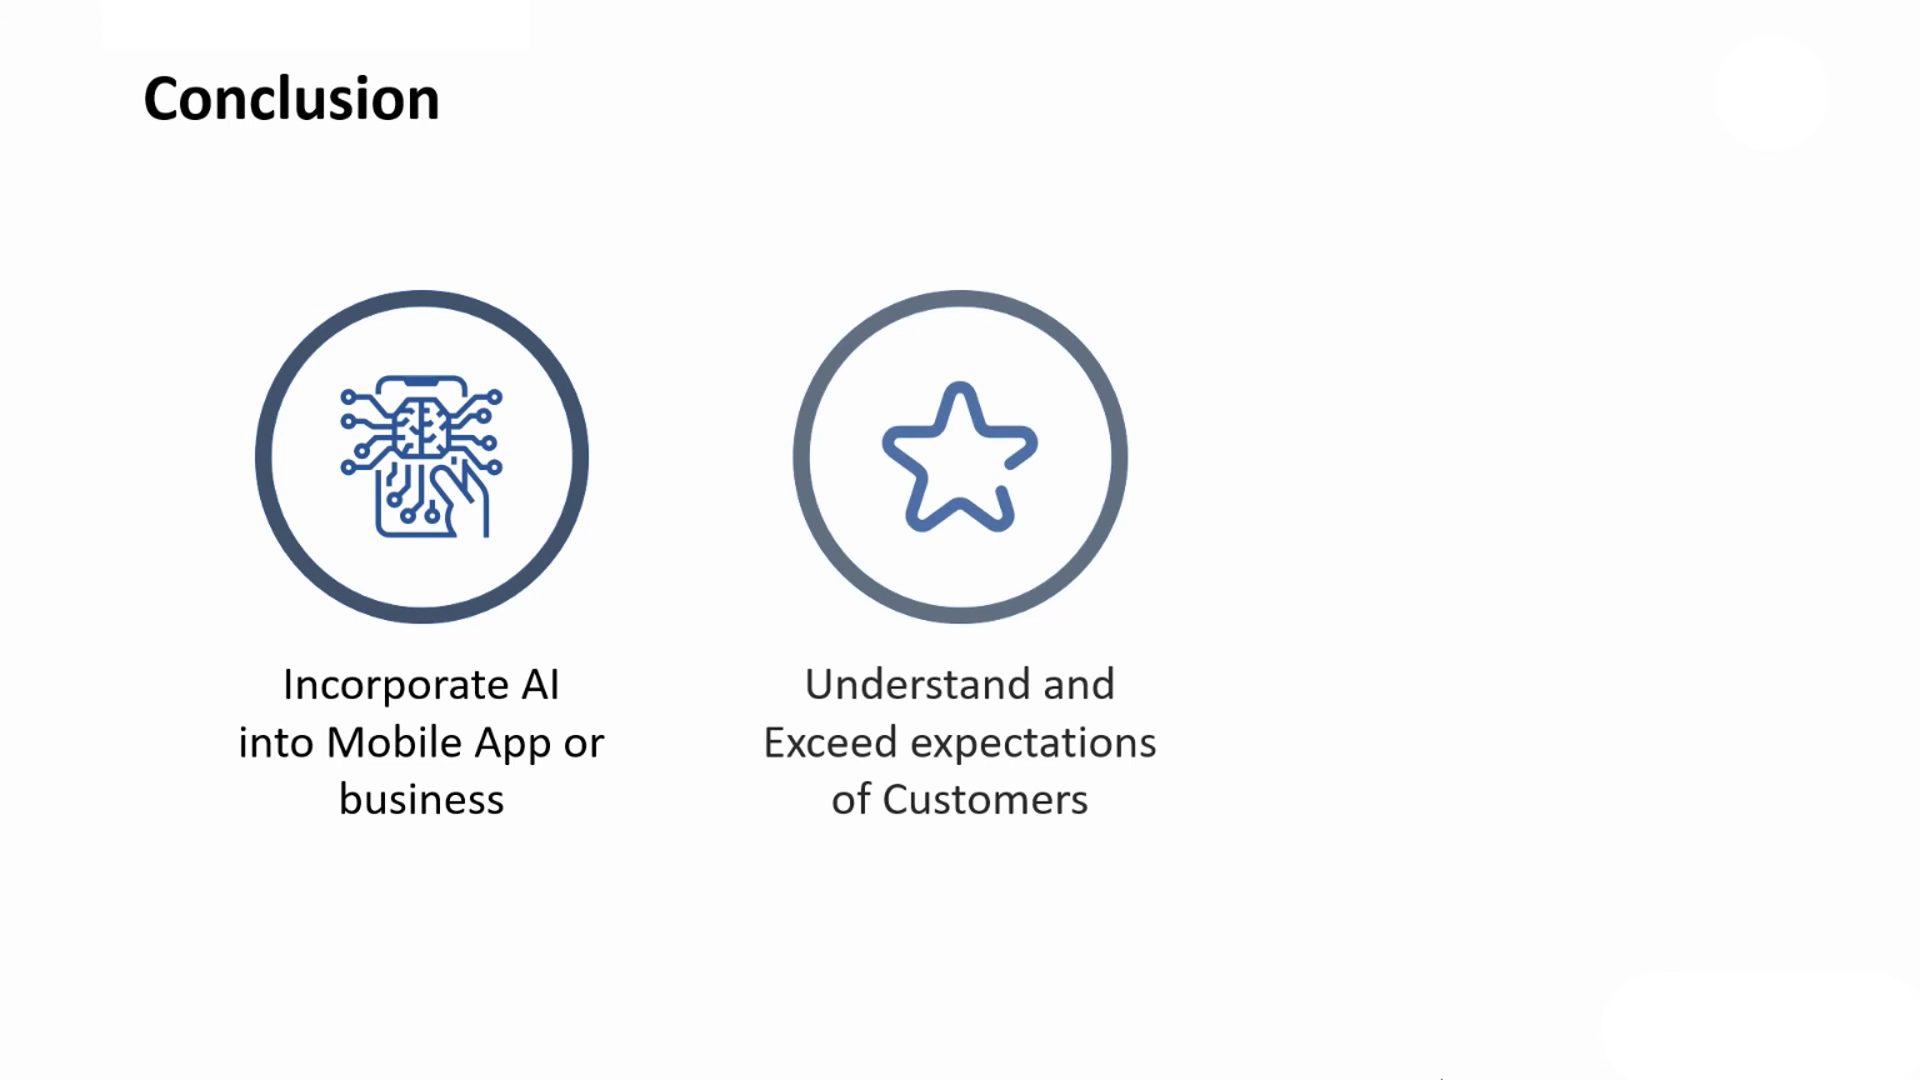 Conclusion
Incorporate AI
into Mobile App or
business
Understand and
Exceed expectations
of Customers